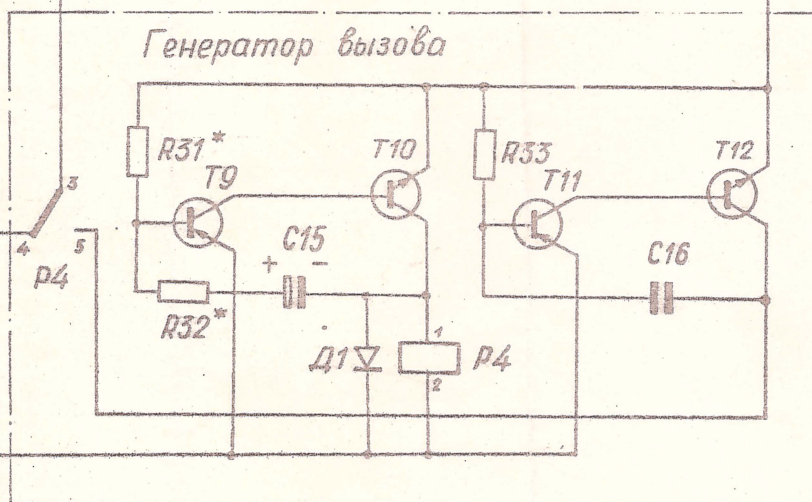 Генератор вызова
R31*
T9
T10
R33
T11
T12
3
4
5
P4
C15
+
−
R32*
Д1
1
P4
2
C16